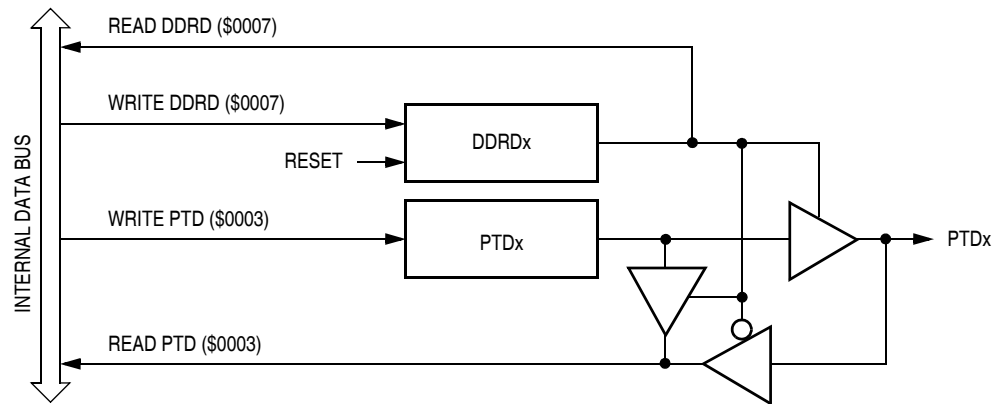 READ DDRD ($0007)
WRITE DDRD ($0007)
DDRDx
RESET
INTERNAL DATA BUS
WRITE PTD ($0003)
PTDx
PTDx
READ PTD ($0003)